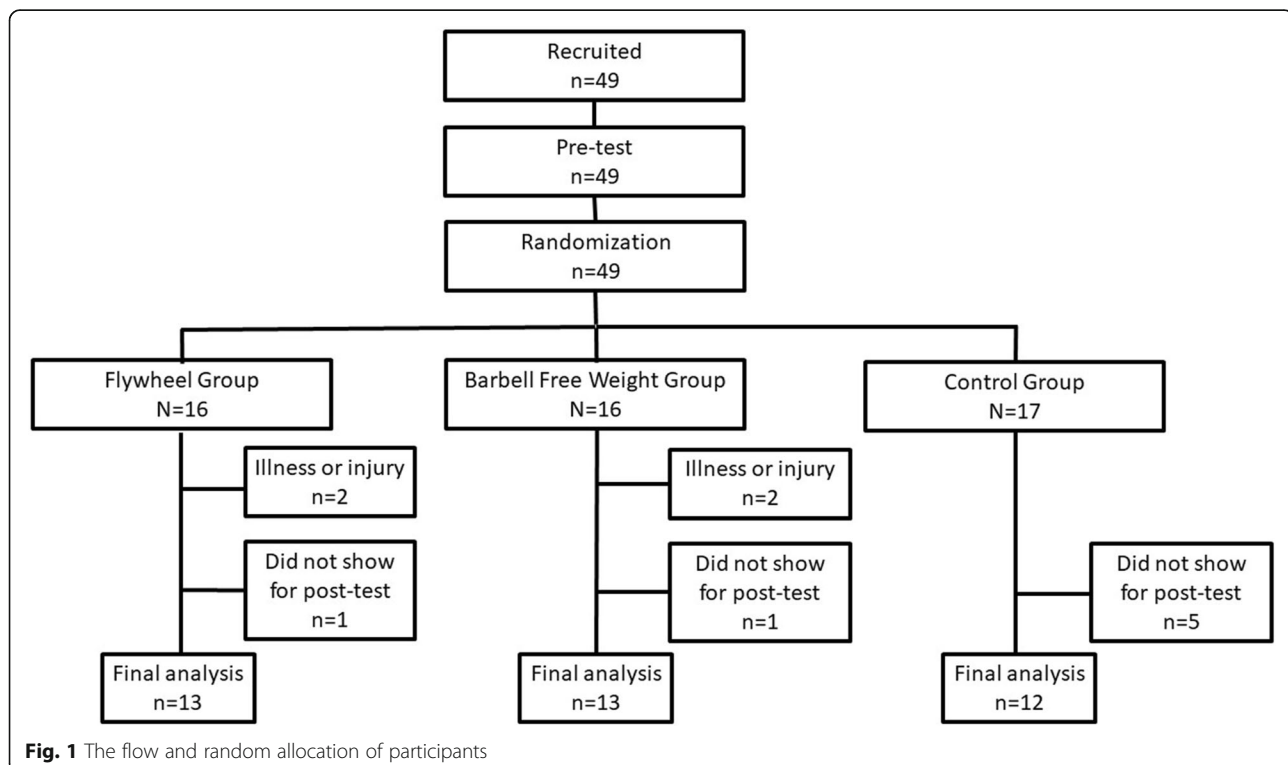 Recruited
n=49
Pre-test
n=49
Randomization
n=49
Flywheel Group
N=16
Barbell Free Weight Group
N=16
Control Group
N=17
Illness or injury
n=2
Illness or injury
n=2
Did not show
for post-test
n=1
Did not show
for post-test
n=1
Did not show
for post-test
n=5
Final analysis
n=13
Final analysis
n=13
Final analysis
n=12
Fig. 1 The flow and random allocation of participants